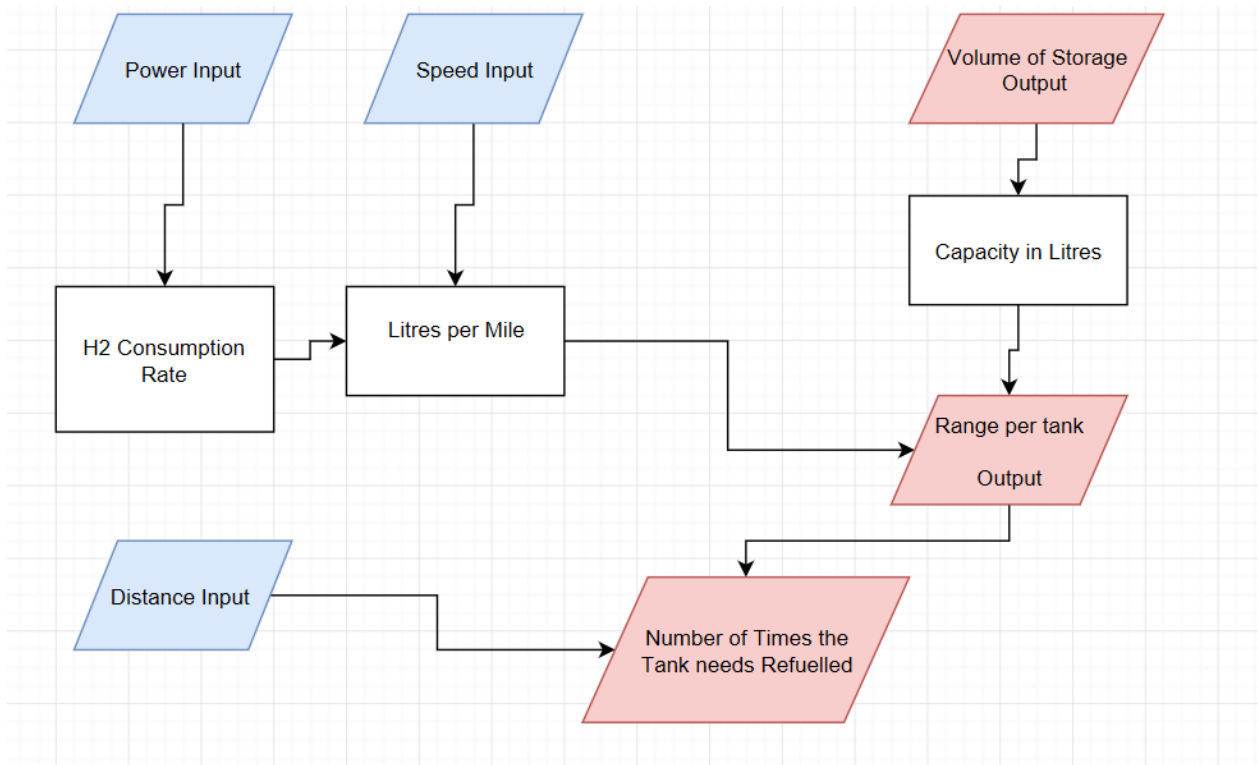 Power Input
Speed Input
Volume of Storage
Output
Capacity in Litres
H2 Consumption
Rate
Litres per Mile
Range per tank
Output
Distance Input
Number of Times the
Tank needs Refuelled